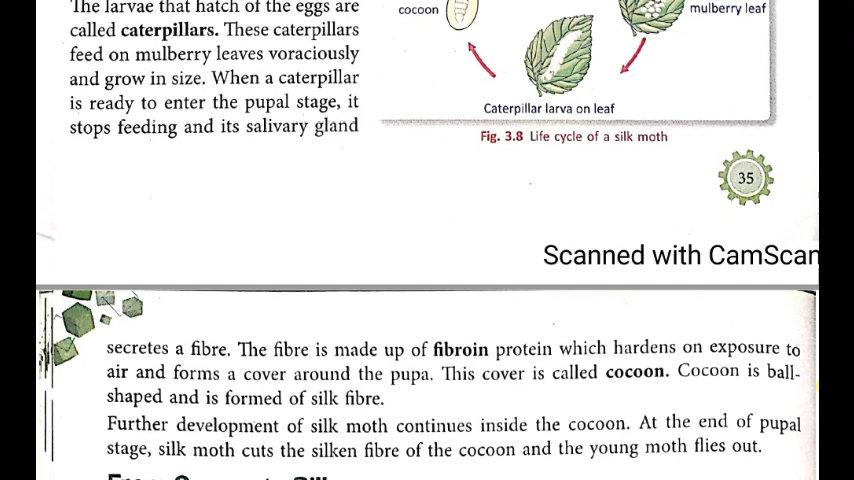 The larvae that hatch of the eggs are
called caterpillars. These caterpillars
feed on mulberry leaves voraciously
and grow in size. When a caterpillar
is ready to enter the pupal stage, it
stops feeding and its salivary gland
cocoon
mulberry leaf
Caterpillar larva on leaf
Fig. 3.8 Life cycle of a silk moth
35
Scanned with CamScan
secretes a fibre. The fibre is made up of fibroin protein which hardens on exposure to
air and forms a cover around the pupa. This cover is called cocoon. Cocoon is ball-
shaped and is formed of silk fibre.
Further development of silk moth continues inside the cocoon. At the end of pupal
stage, silk moth cuts the silken fibre of the cocoon and the young moth flies out.